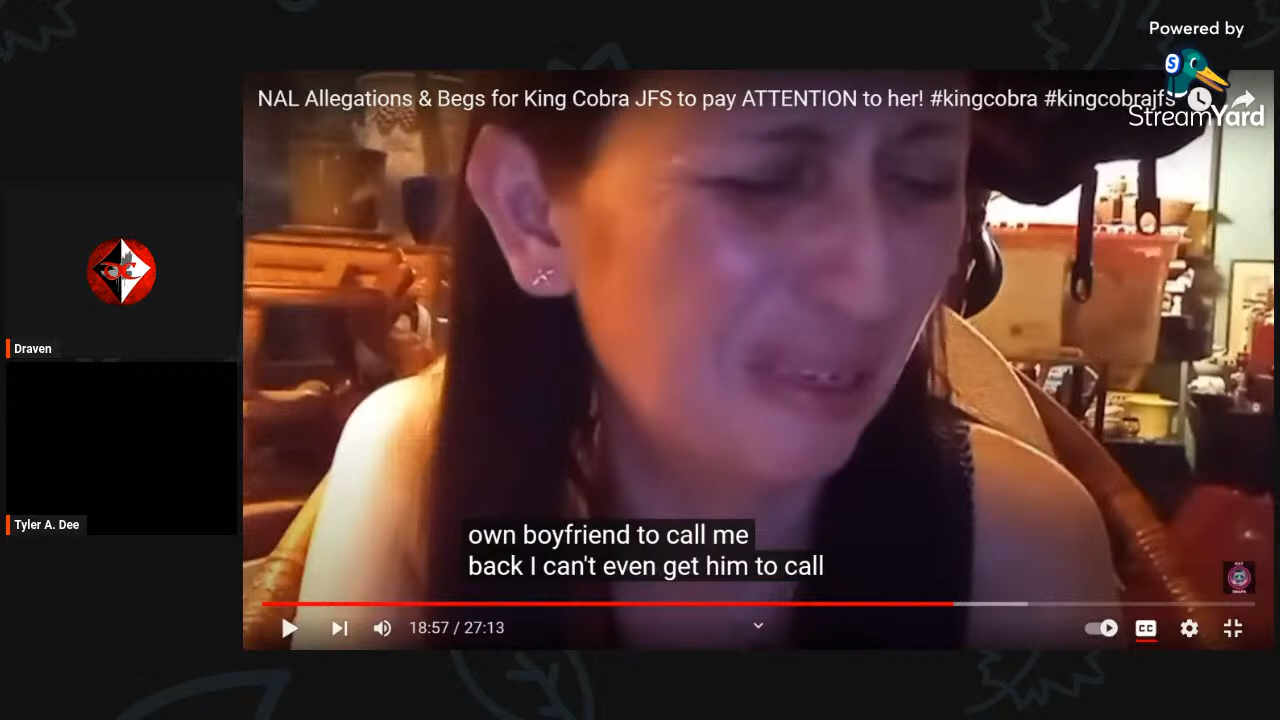 Powered by
StreamYard
NAL Allegations & Begs for King Cobra JFS to pay ATTENTION to her! #kingcobra #kingcobrajfs
Draven
Tyler A. Dee
own boyfriend to call me
back I can't even get him to call
18:57 / 27:13
CC